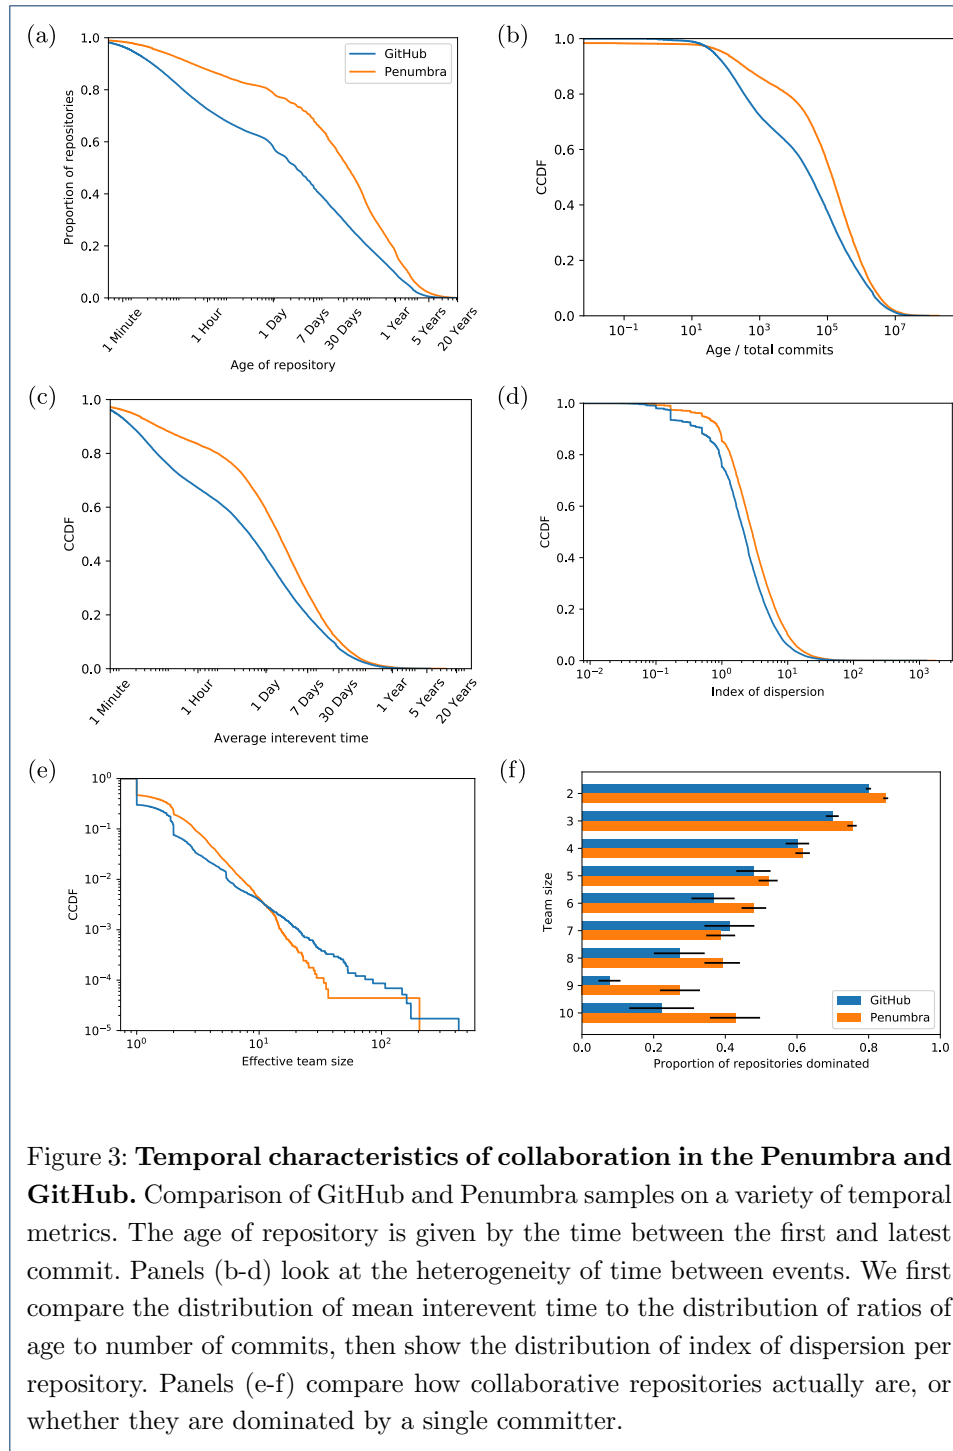 (a)
1.0
0.8
0.6
0.4
0.2
0.0
Proportion of repositories
GitHub
Penumbra
1 Minute
1 Hour
1 Day
7 Days
30 Days
1 Year
5 Years
20 Years
Age of repository
(b)
1.0
0.8
0.6
0.4
0.2
0.0
CCDF
10⁻¹
10¹
10³
10⁵
10⁷
Age / total commits
(c)
1.0
0.8
0.6
0.4
0.2
0.0
CCDF
1 Minute
1 Hour
1 Day
7 Days
30 Days
1 Year
5 Years
20 Years
Average interevent time
(d)
1.0
0.8
0.6
0.4
0.2
0.0
CCDF
10⁻²
10⁻¹
10⁰
10¹
10²
10³
Index of dispersion
(e)
10⁰
10⁻¹
10⁻²
10⁻³
10⁻⁴
10⁻⁵
CCDF
10⁰
10¹
10²
Effective team size
(f)
2
3
4
5
6
7
8
9
10
Team size
GitHub
Penumbra
0.0
0.2
0.4
0.6
0.8
1.0
Proportion of repositories dominated
Figure 3: Temporal characteristics of collaboration in the Penumbra and
GitHub. Comparison of GitHub and Penumbra samples on a variety of temporal
metrics. The age of repository is given by the time between the first and latest
commit. Panels (b-d) look at the heterogeneity of time between events. We first
compare the distribution of mean interevent time to the distribution of ratios of
age to number of commits, then show the distribution of index of dispersion per
repository. Panels (e-f) compare how collaborative repositories actually are, or
whether they are dominated by a single committer.